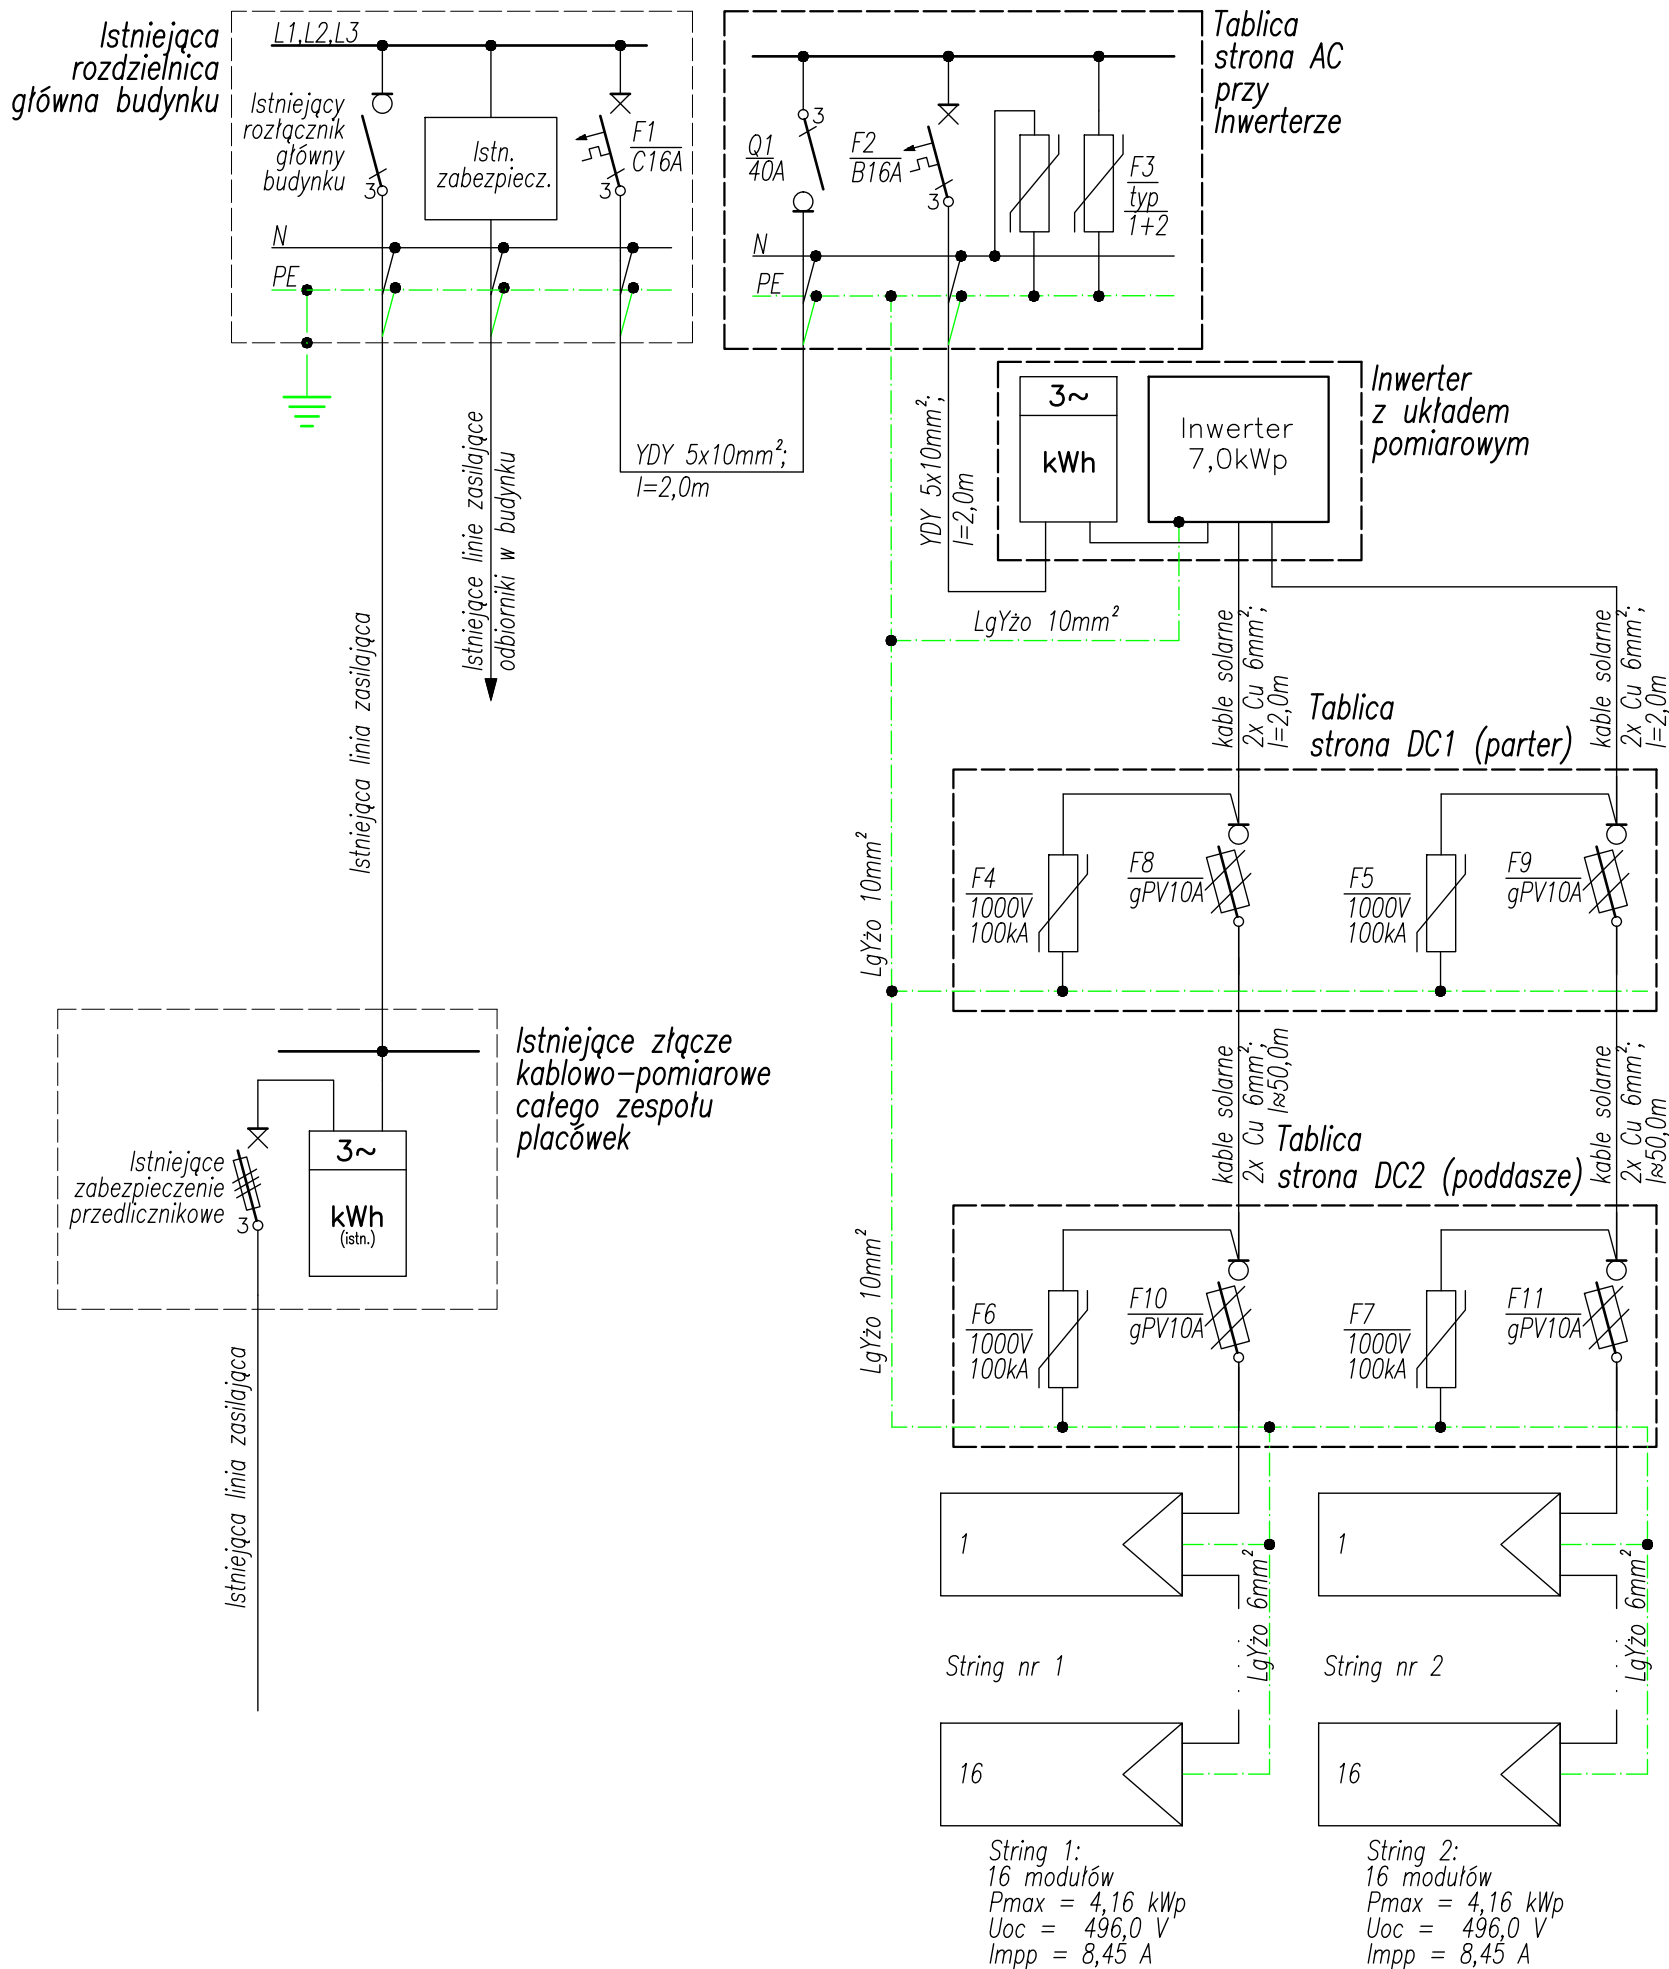 Istniejąca
rozdzielnica
główna budynku
L1,L2,L3
Istniejący
rozłącznik
główny
budynku
3
Istn.
zabezpiecz.
F1
C16A
3
N
PE
Tablica
strona AC
przy
Inwerterze
Q1
40A
3
F2
B16A
3
F3
typ
1+2
N
PE
Inwerter
z układem
pomiarowym
3~
kWh
Inwerter
7,0kWp
YDY 5x10mm²;
l=2,0m
YDY 5x10mm²;
l=2,0m
Istniejące linie zasilające
odbiorniki w budynku
Istniejąca linia zasilająca
LgYżo 10mm²
kable solarne
2x Cu 6mm²;
l=2,0m
kable solarne
2x Cu 6mm²;
l=2,0m
Tablica
strona DC1 (parter)
LgYżo 10mm²
F4
1000V
100kA
F8
gPV10A
F5
1000V
100kA
F9
gPV10A
Istniejące złącze
kablowo-pomiarowe
całego zespołu
placówek
Istniejące
zabezpieczenie
przedlicznikowe
3
3~
kWh
(istn.)
Istniejąca linia zasilająca
kable solarne
2x Cu 6mm²;
l≈50,0m
kable solarne
2x Cu 6mm²;
l≈50,0m
Tablica
strona DC2 (poddasze)
LgYżo 10mm²
F6
1000V
100kA
F10
gPV10A
F7
1000V
100kA
F11
gPV10A
1
1
LgYżo 6mm²
LgYżo 6mm²
String nr 1
String nr 2
16
16
String 1:
16 modułów
Pmax = 4,16 kWp
Uoc = 496,0 V
Impp = 8,45 A
String 2:
16 modułów
Pmax = 4,16 kWp
Uoc = 496,0 V
Impp = 8,45 A